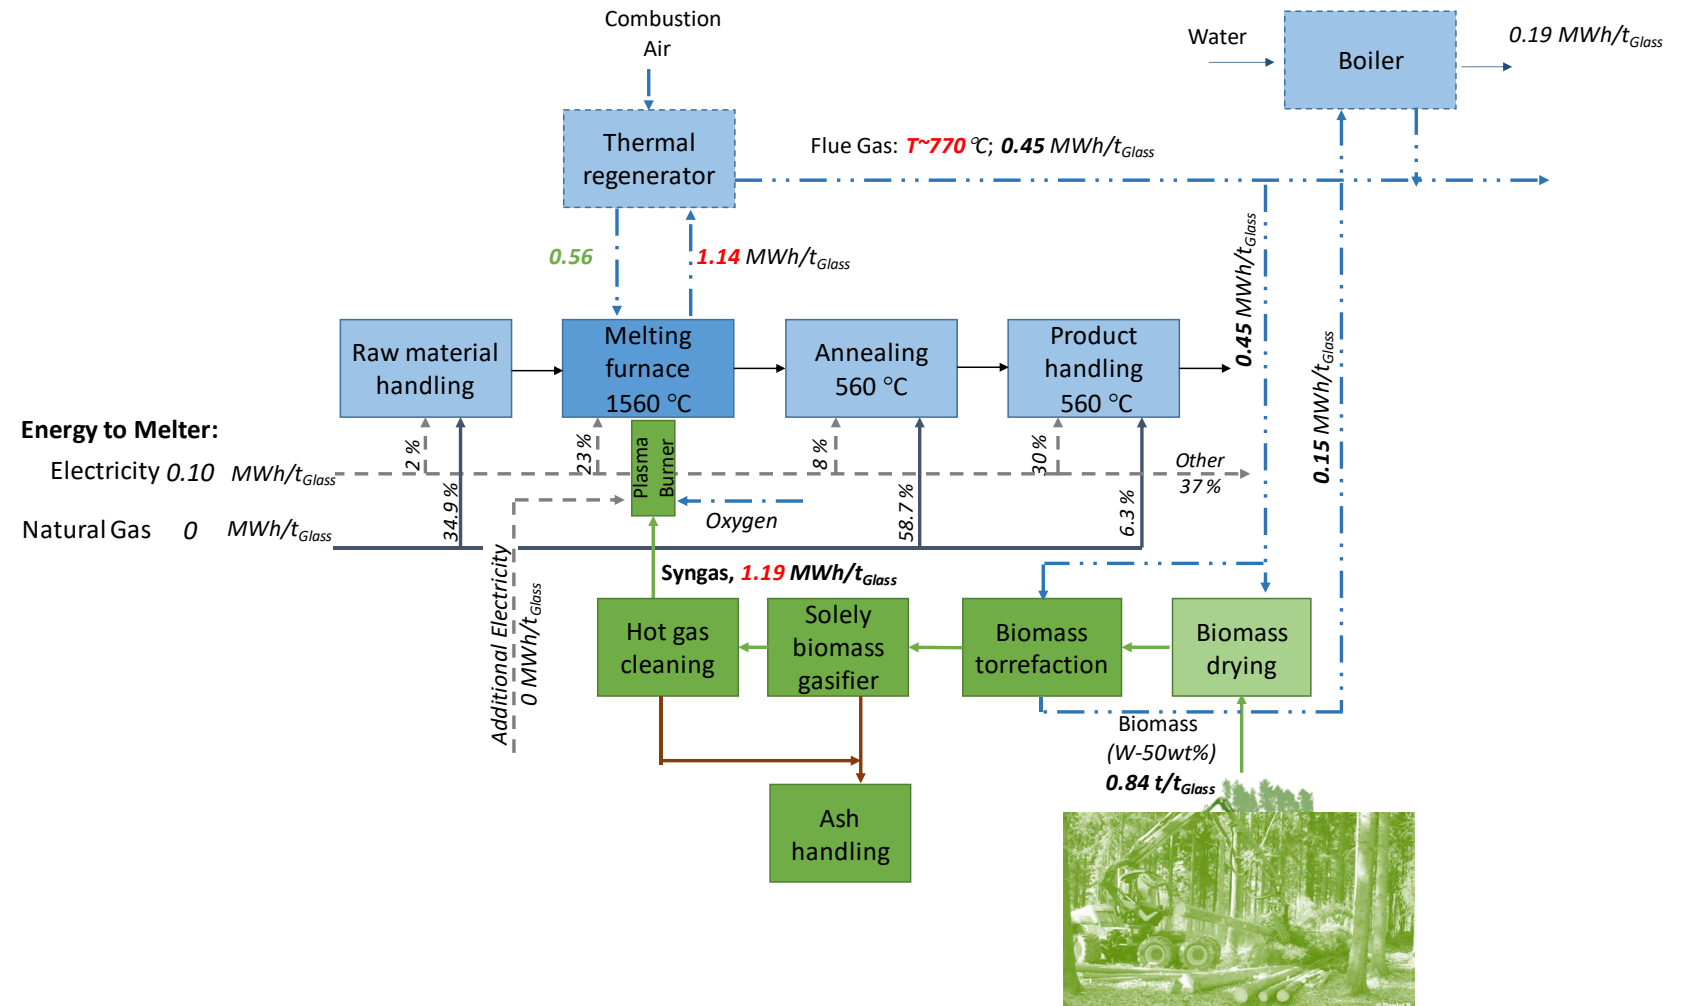 Combustion
Air
Water
Boiler
0.19 MWh/tGlass
Thermal
regenerator
Flue Gas: T~770 °C; 0.45 MWh/tGlass
0.56
1.14 MWh/tGlass
0.45 MWh/tGlass
0.15 MWh/tGlass
Raw material
handling
Melting
furnace
1560 °C
Annealing
560 °C
Product
handling
560 °C
Energy to Melter:
Electricity 0.10 MWh/tGlass
2 %
23 %
Plasma
Burner
8 %
30 %
Other
37 %
Natural Gas 0 MWh/tGlass
34.9 %
Oxygen
58.7 %
6.3 %
Additional Electricity
0 MWh/tGlass
Syngas, 1.19 MWh/tGlass
Hot gas
cleaning
Solely
biomass
gasifier
Biomass
torrefaction
Biomass
drying
Biomass
(W-50wt%)
0.84 t/tGlass
Ash
handling